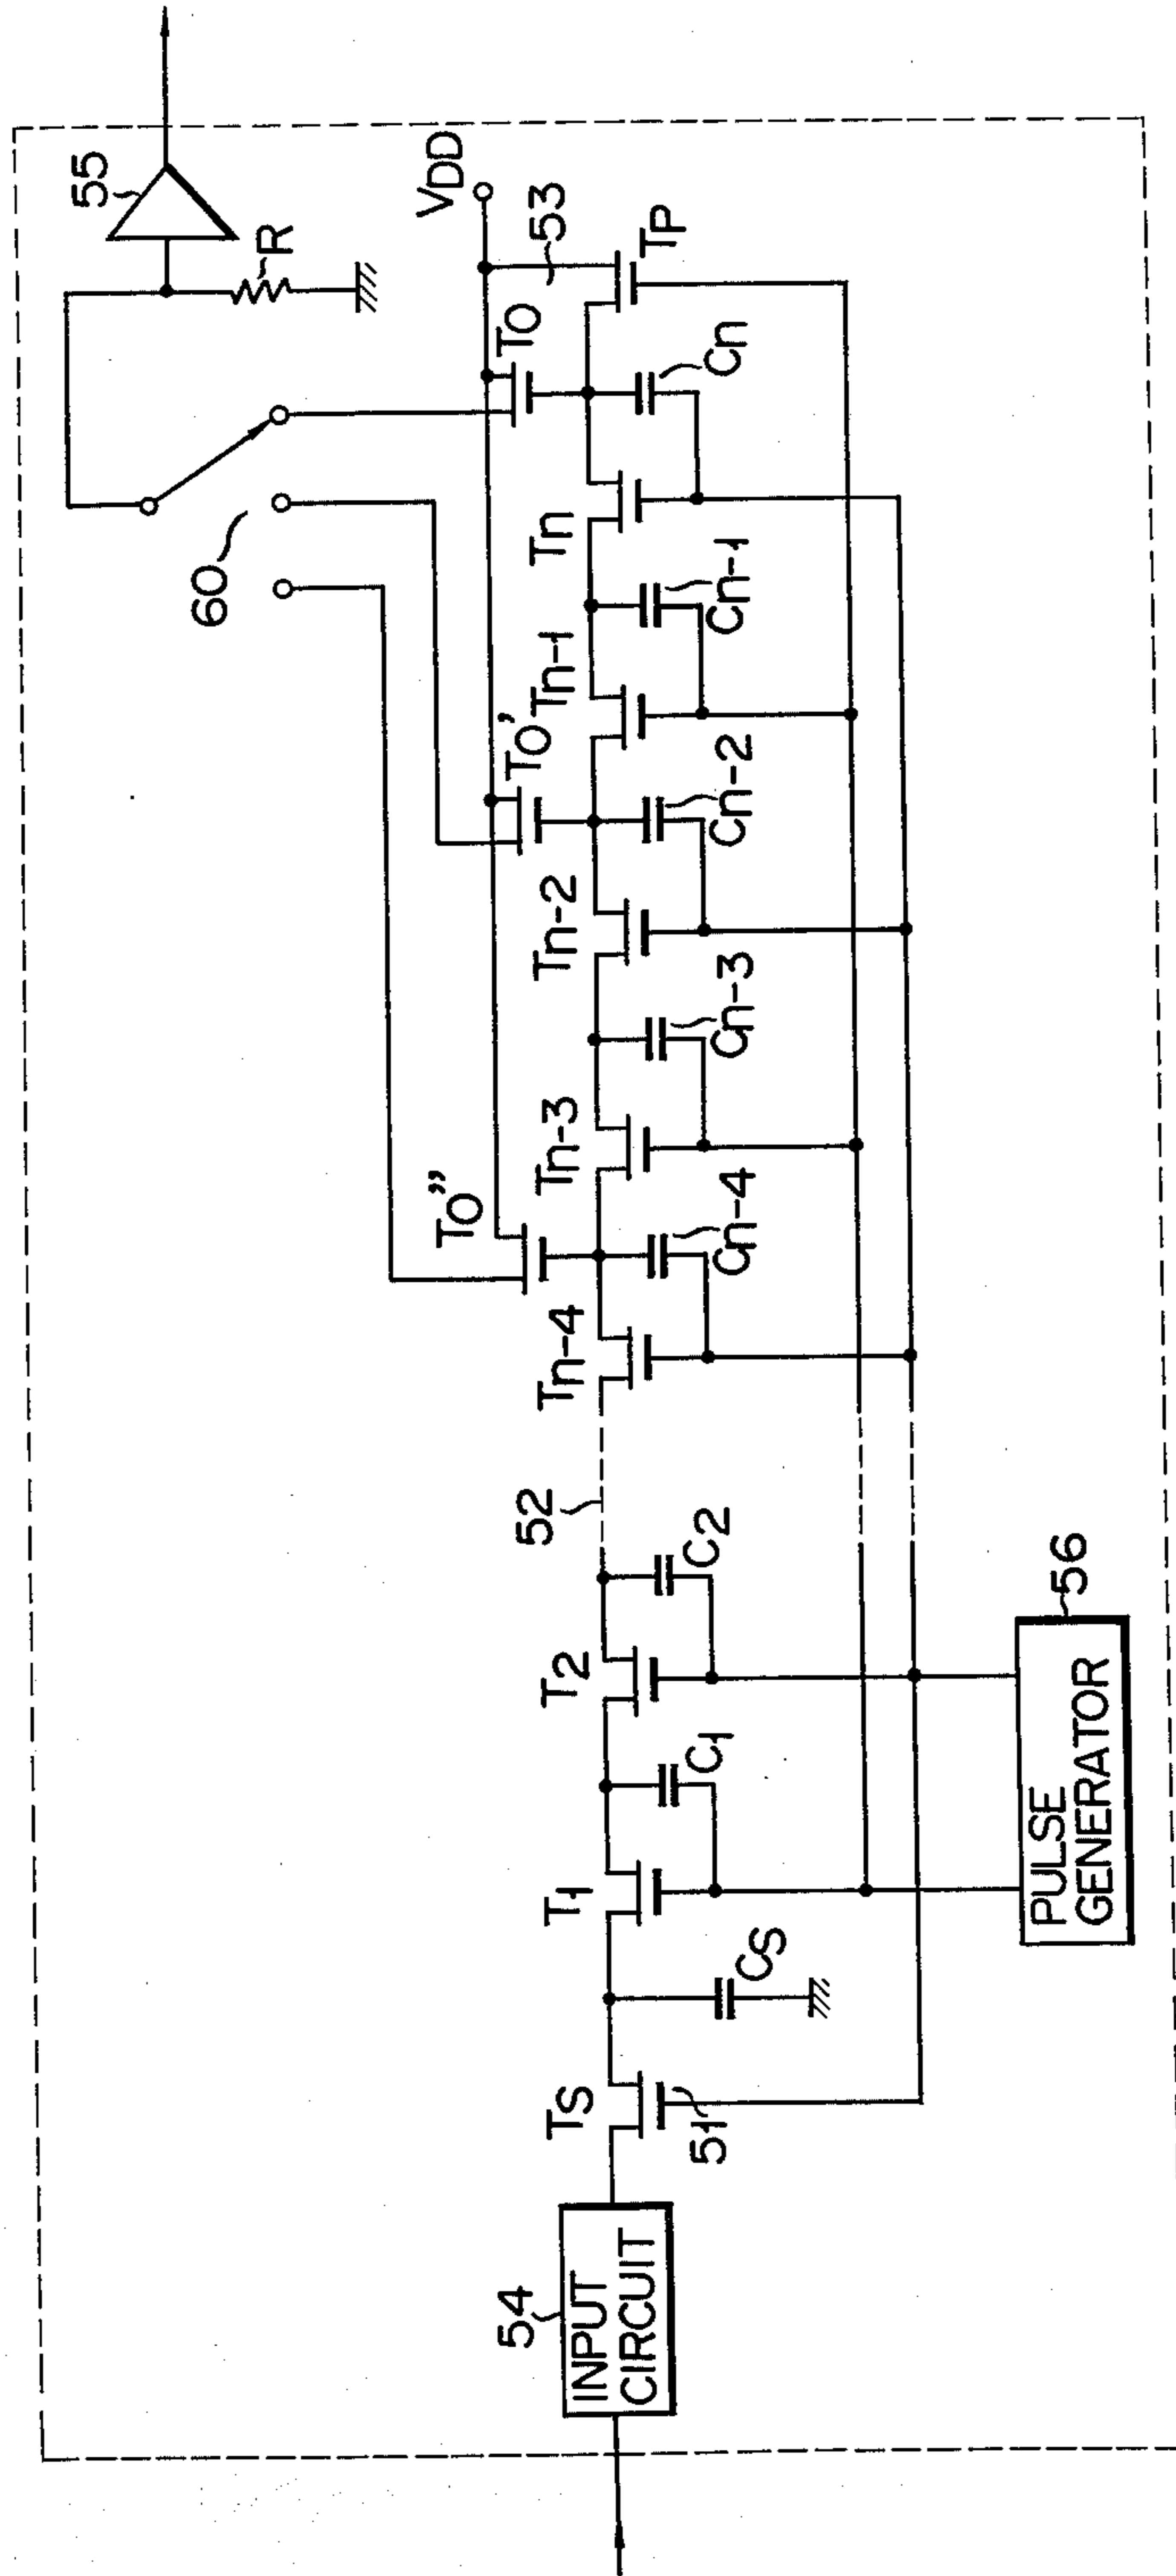 55
R
VDD
53
60
To
TP
Cn
Tn
Cn-1
Tn-1
To'
Cn-2
Tn-2
Cn-3
Tn-3
To"
Cn-4
Tn-4
52
C2
T2
C1
T1
CS
TS
51
54
INPUT
CIRCUIT
56
PULSE
GENERATOR